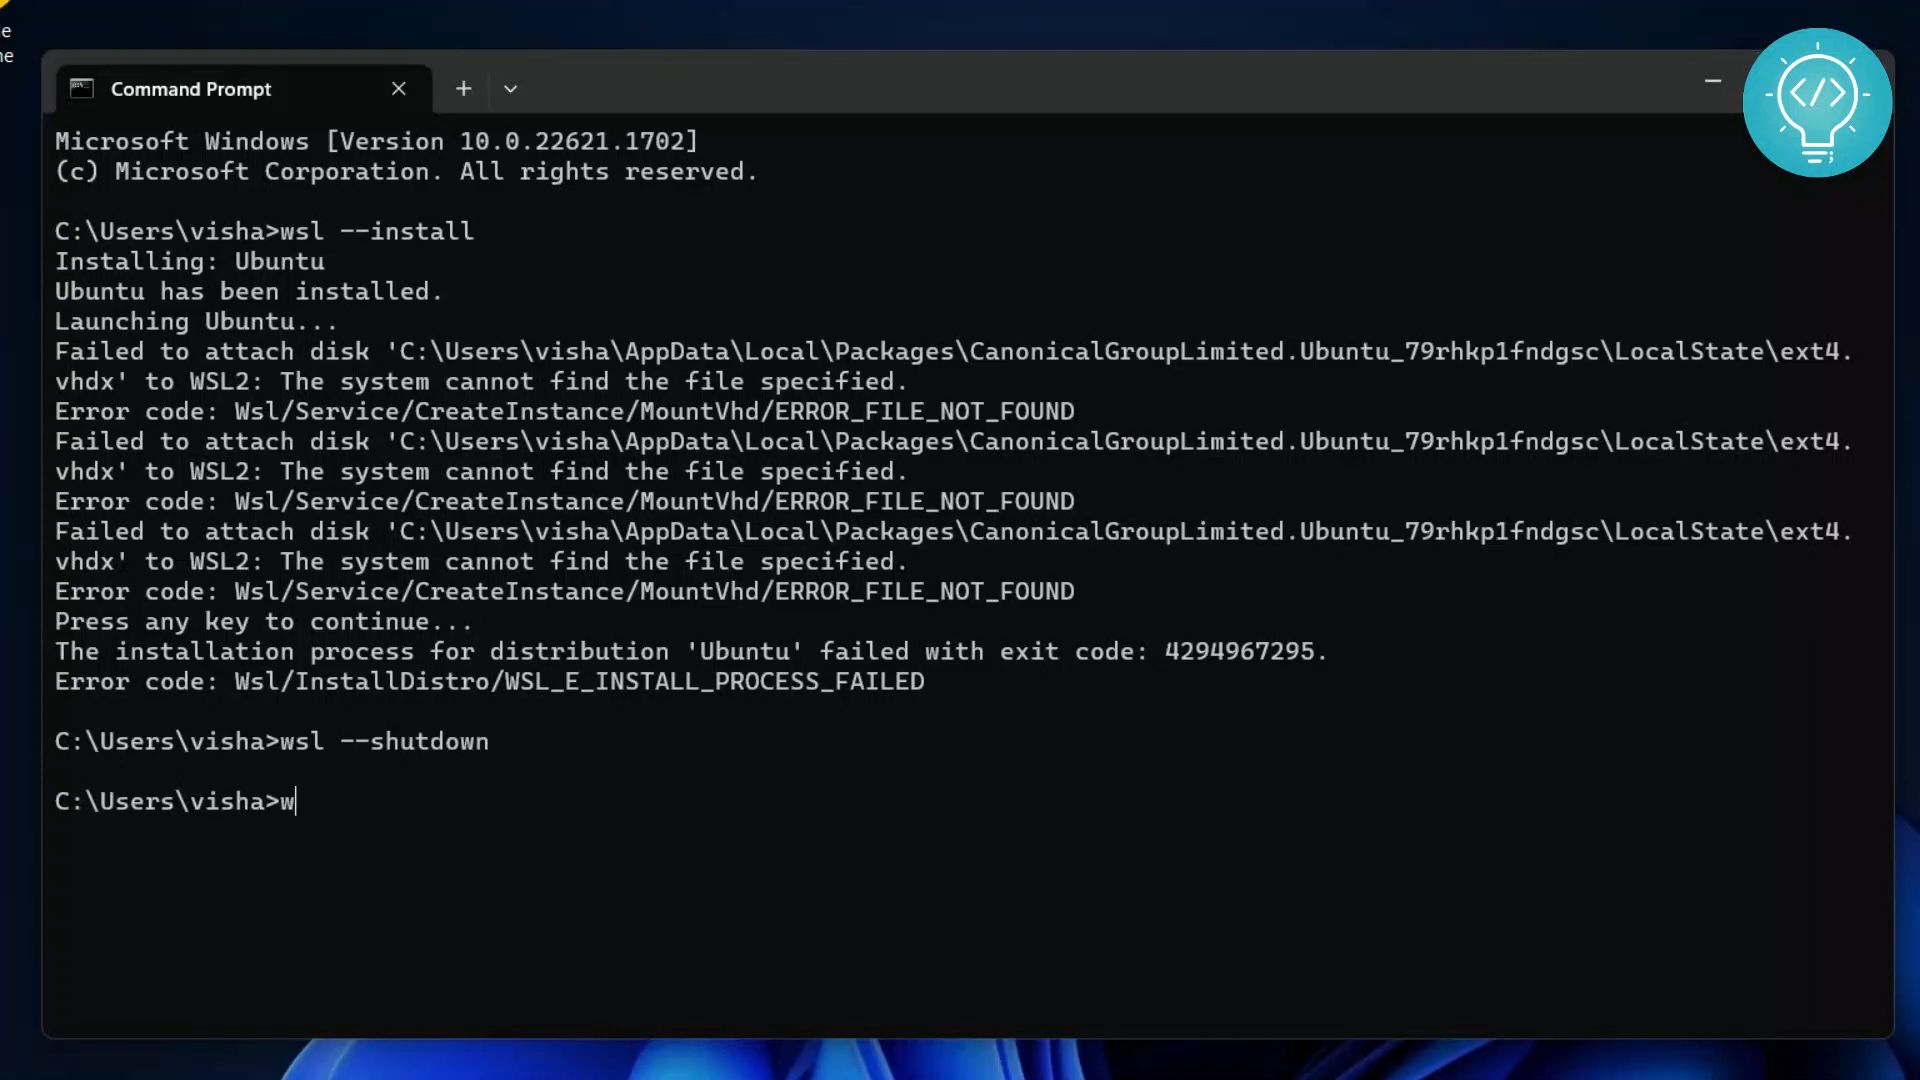 e
ne
Command Prompt
Microsoft Windows [Version 10.0.22621.1702]
(c) Microsoft Corporation. All rights reserved.
C:\Users\visha>wsl --install
Installing: Ubuntu
Ubuntu has been installed.
Launching Ubuntu...
Failed to attach disk 'C:\Users\visha\AppData\Local\Packages\CanonicalGroupLimited.Ubuntu_79rhkp1fndgsc\LocalState\ext4.
vhdx' to WSL2: The system cannot find the file specified.
Error code: Wsl/Service/CreateInstance/MountVhd/ERROR_FILE_NOT_FOUND
Failed to attach disk 'C:\Users\visha\AppData\Local\Packages\CanonicalGroupLimited.Ubuntu_79rhkp1fndgsc\LocalState\ext4.
vhdx' to WSL2: The system cannot find the file specified.
Error code: Wsl/Service/CreateInstance/MountVhd/ERROR_FILE_NOT_FOUND
Failed to attach disk 'C:\Users\visha\AppData\Local\Packages\CanonicalGroupLimited.Ubuntu_79rhkp1fndgsc\LocalState\ext4.
vhdx' to WSL2: The system cannot find the file specified.
Error code: Wsl/Service/CreateInstance/MountVhd/ERROR_FILE_NOT_FOUND
Press any key to continue...
The installation process for distribution 'Ubuntu' failed with exit code: 4294967295.
Error code: Wsl/InstallDistro/WSL_E_INSTALL_PROCESS_FAILED
C:\Users\visha>wsl --shutdown
C:\Users\visha>w